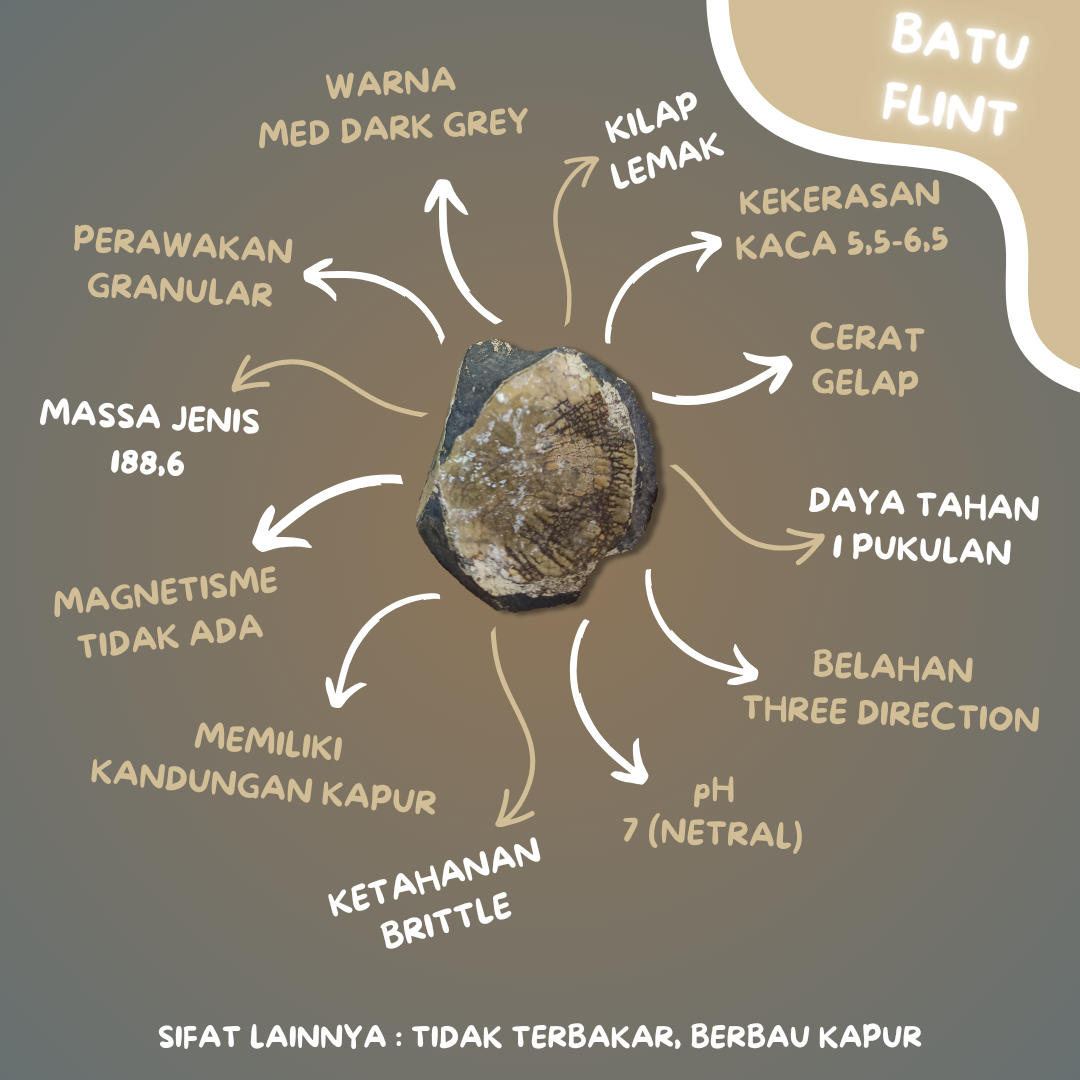 BATU
FLINT
WARNA
MED DARK GREY
KILAP
LEMAK
KEKERASAN
KACA 5,5-6,5
PERAWAKAN
GRANULAR
CERAT
GELAP
MASSA JENIS
188,6
DAYA TAHAN
1 PUKULAN
MAGNETISME
TIDAK ADA
BELAHAN
THREE DIRECTION
MEMILIKI
KANDUNGAN KAPUR
pH
7 (NETRAL)
KETAHANAN
BRITTLE
SIFAT LAINNYA : TIDAK TERBAKAR, BERBAU KAPUR